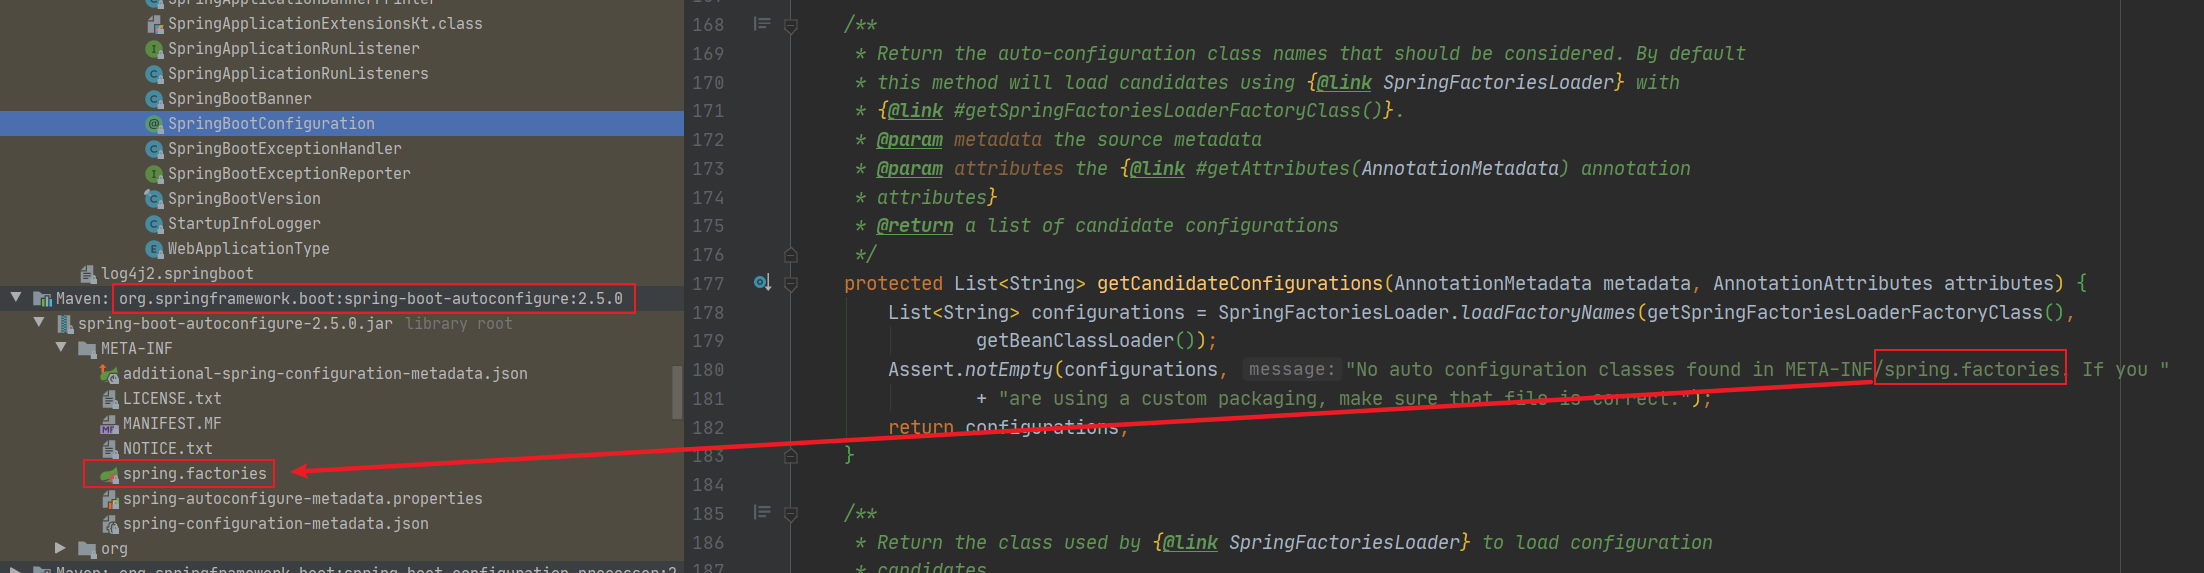 SpringApplicationBannerPrinter
SpringApplicationExtensionsKt.class
SpringApplicationRunListener
SpringApplicationRunListeners
SpringBootBanner
SpringBootConfiguration
SpringBootExceptionHandler
SpringBootExceptionReporter
SpringBootVersion
StartupInfoLogger
WebApplicationType
log4j2.springboot
Maven: org.springframework.boot:spring-boot-autoconfigure:2.5.0
spring-boot-autoconfigure-2.5.0.jar library root
META-INF
additional-spring-configuration-metadata.json
LICENSE.txt
MANIFEST.MF
NOTICE.txt
spring.factories
spring-autoconfigure-metadata.properties
spring-configuration-metadata.json
org
Maven: org.springframework.boot:spring-boot-configuration-processor:2
168 /**
169 * Return the auto-configuration class names that should be considered. By default
170 * this method will load candidates using {@link SpringFactoriesLoader} with
171 * {@link #getSpringFactoriesLoaderFactoryClass()}.
172 * @param metadata the source metadata
173 * @param attributes the {@link #getAttributes(AnnotationMetadata) annotation
174 * attributes}
175 * @return a list of candidate configurations
176 */
177 protected List<String> getCandidateConfigurations(AnnotationMetadata metadata, AnnotationAttributes attributes) {
178 List<String> configurations = SpringFactoriesLoader.loadFactoryNames(getSpringFactoriesLoaderFactoryClass(),
179 getBeanClassLoader());
180 Assert.notEmpty(configurations, message: "No auto configuration classes found in META-INF/spring.factories. If you "
181 + "are using a custom packaging, make sure that file is correct.");
182 return configurations;
183 }
184
185 /**
186 * Return the class used by {@link SpringFactoriesLoader} to load configuration
187 * candidates.